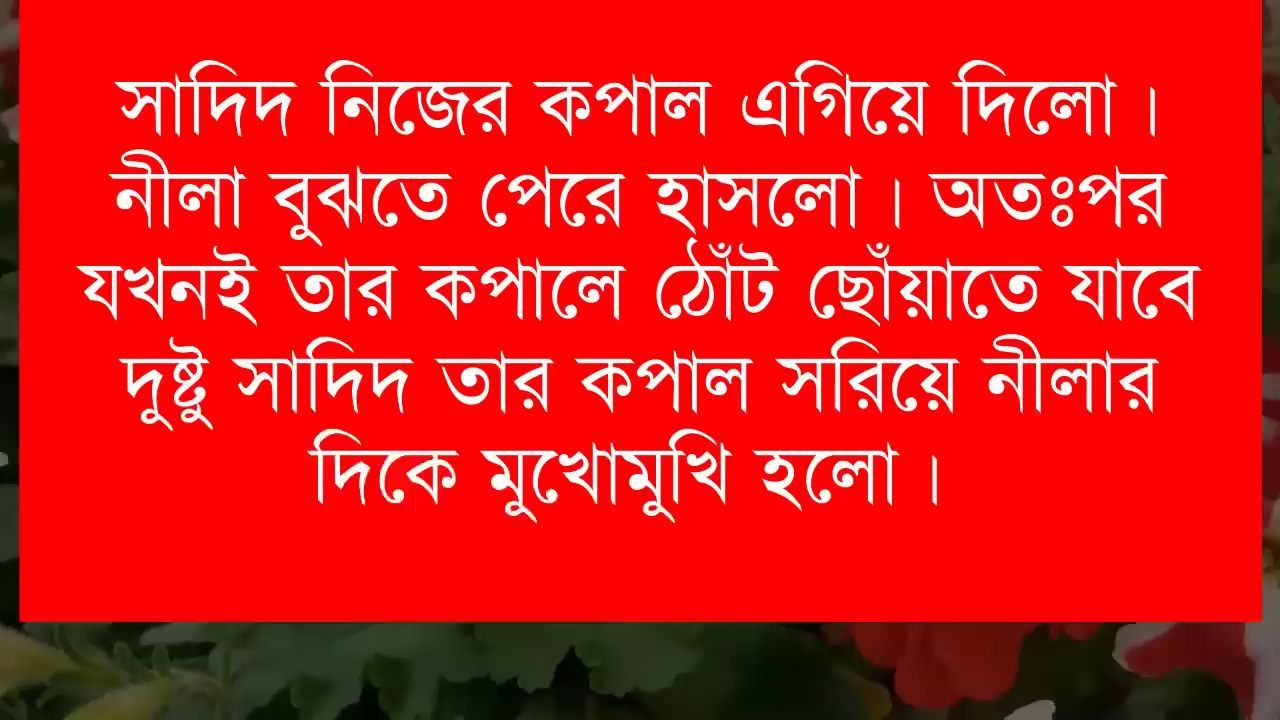 সাদিদ নিজের কপাল এগিয়ে দিলো।
নীলা বুঝতে পেরে হাসলো। অতঃপর
যখনই তার কপালে ঠোঁট ছোঁয়াতে যাবে
দুষ্টু সাদিদ তার কপাল সরিয়ে নীলার
দিকে মুখোমুখি হলো।